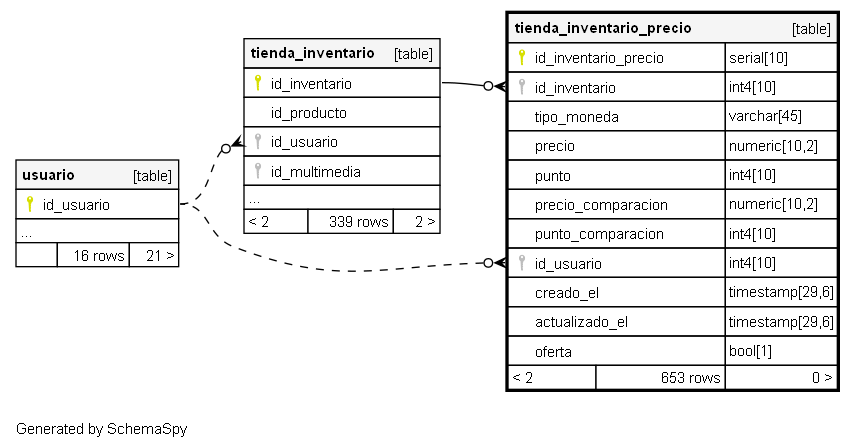 usuario [table]
id_usuario
...
16 rows 21 >
tienda_inventario [table]
id_inventario
id_producto
id_usuario
id_multimedia
...
< 2 339 rows 2 >
tienda_inventario_precio [table]
id_inventario_precio serial[10]
id_inventario int4[10]
tipo_moneda varchar[45]
precio numeric[10,2]
punto int4[10]
precio_comparacion numeric[10,2]
punto_comparacion int4[10]
id_usuario int4[10]
creado_el timestamp[29,6]
actualizado_el timestamp[29,6]
oferta bool[1]
< 2 653 rows 0 >
Generated by SchemaSpy